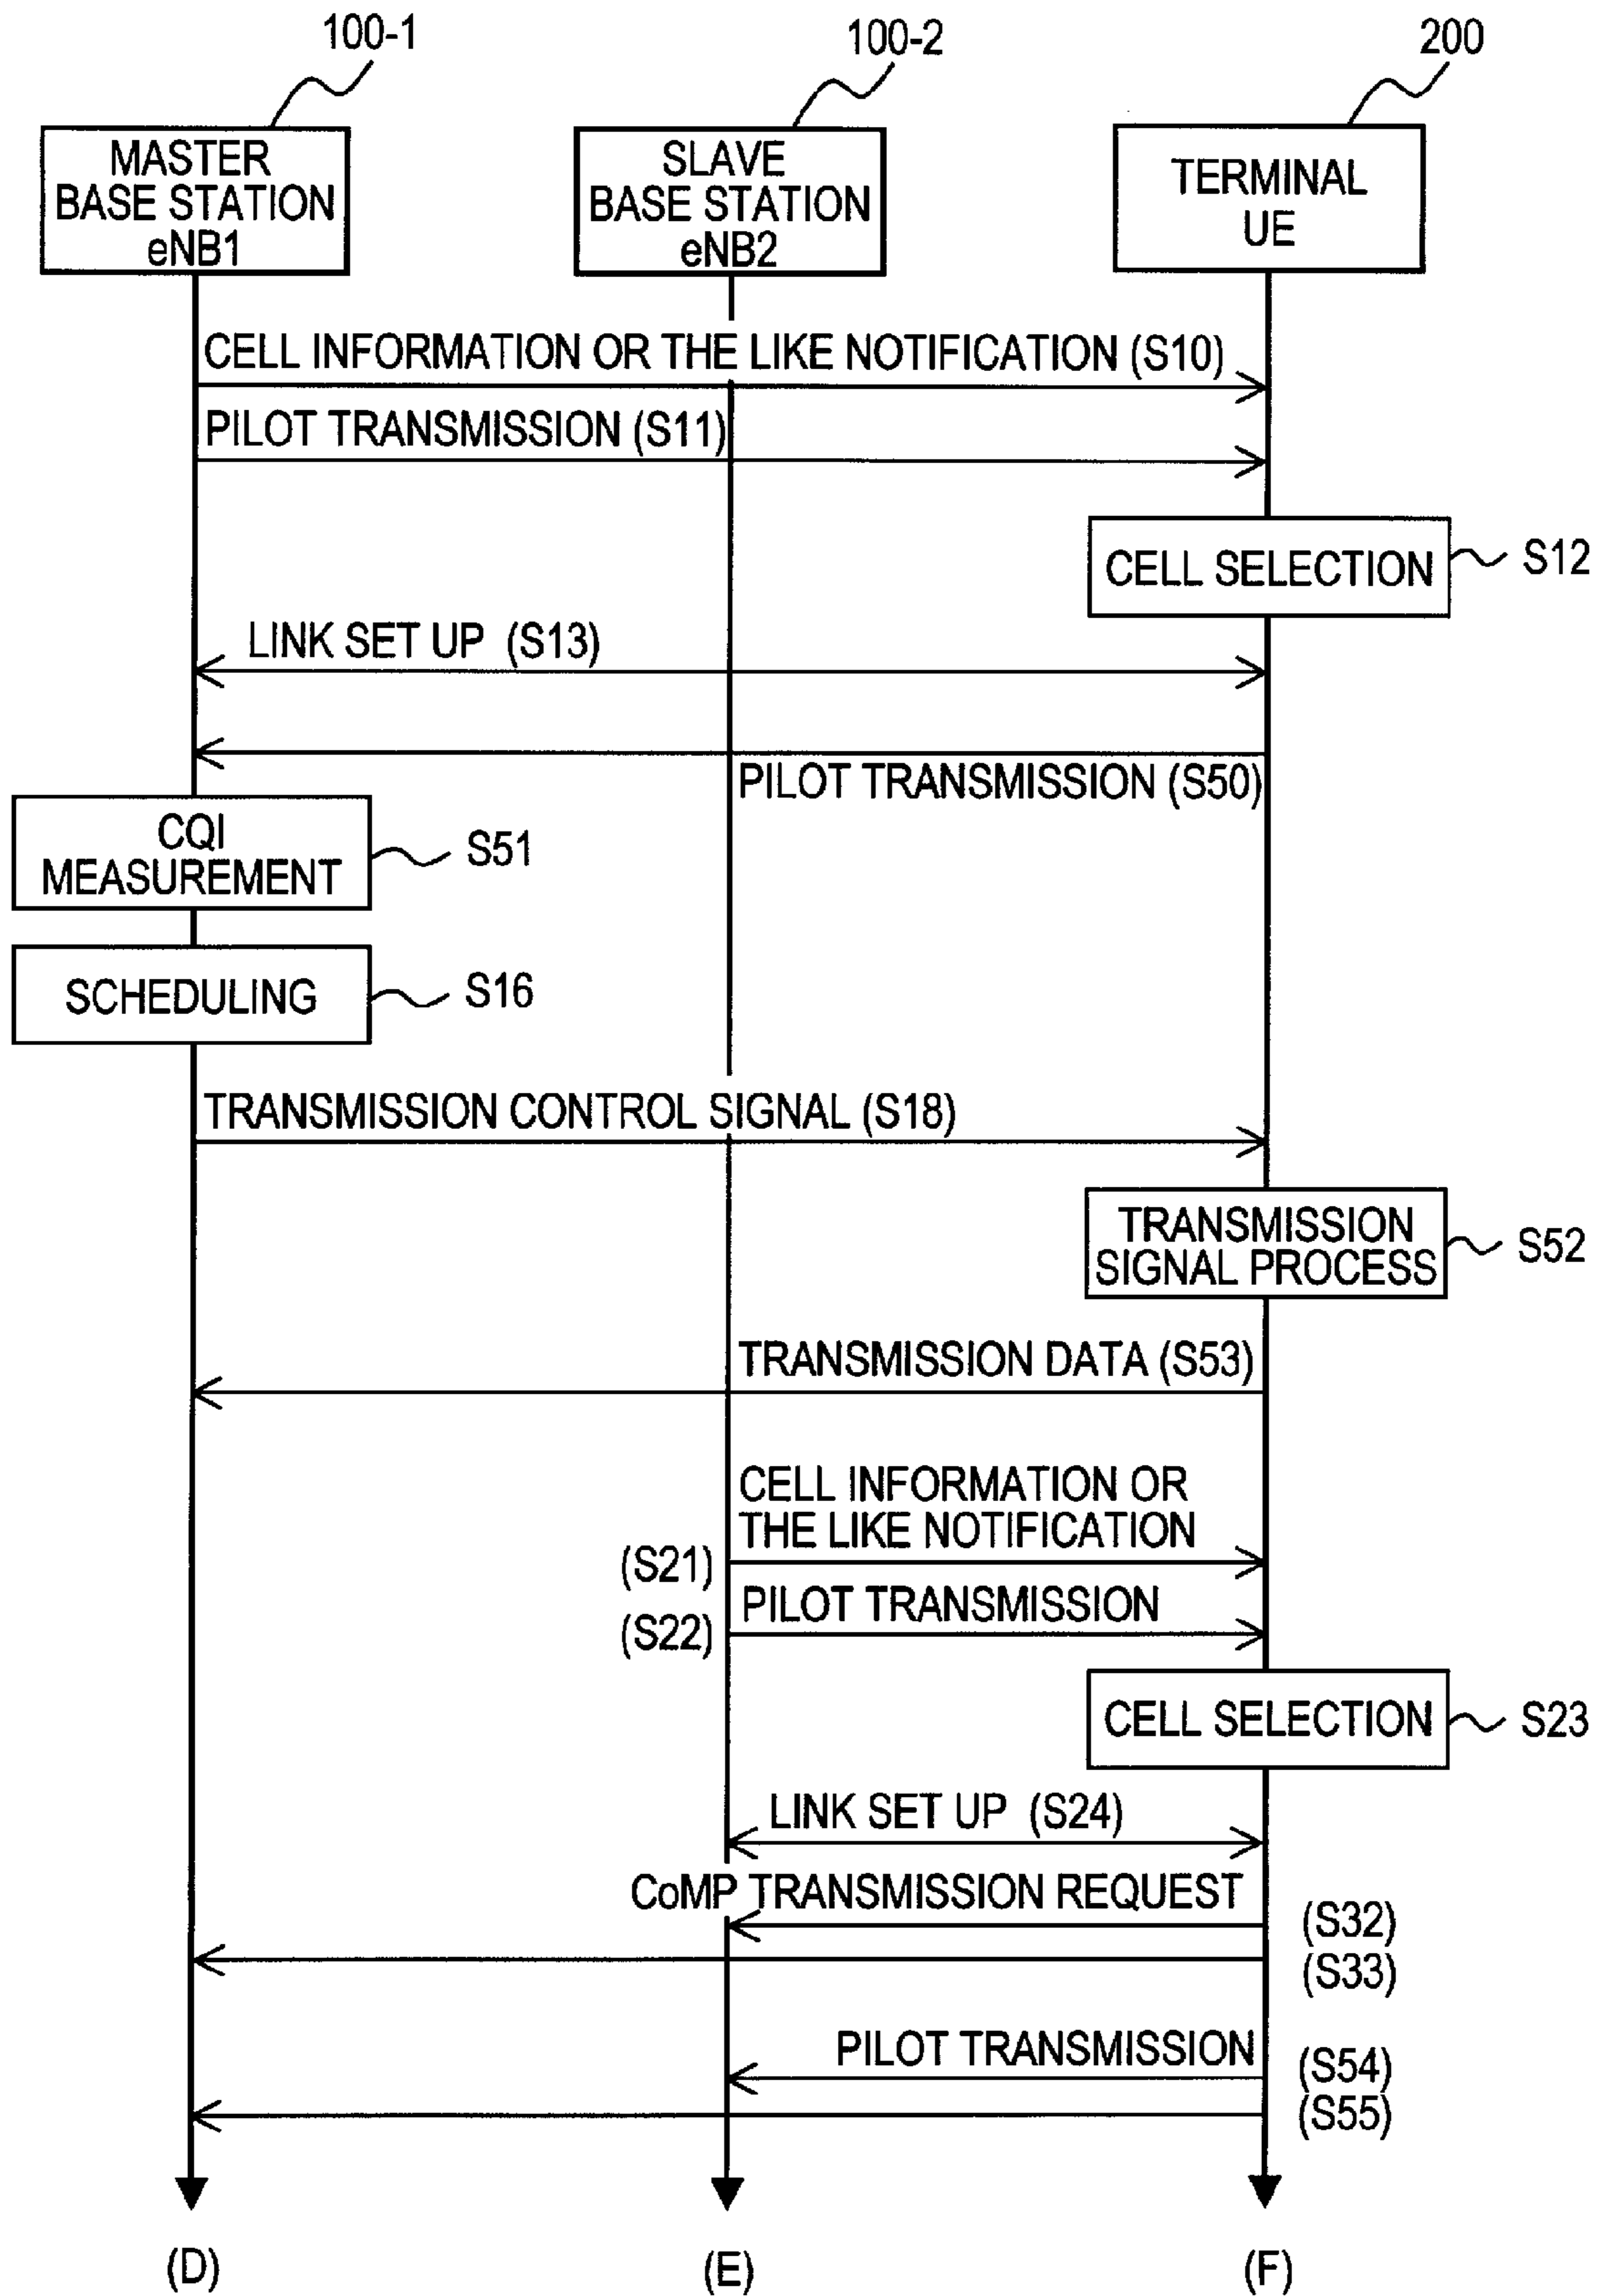 100-1
100-2
200
MASTER
BASE STATION
eNB1
SLAVE
BASE STATION
eNB2
TERMINAL
UE
CELL INFORMATION OR THE LIKE NOTIFICATION (S10)
PILOT TRANSMISSION (S11)
CELL SELECTION
S12
LINK SET UP (S13)
PILOT TRANSMISSION (S50)
CQI
MEASUREMENT
S51
SCHEDULING
S16
TRANSMISSION CONTROL SIGNAL (S18)
TRANSMISSION
SIGNAL PROCESS
S52
TRANSMISSION DATA (S53)
CELL INFORMATION OR
THE LIKE NOTIFICATION
(S21)
PILOT TRANSMISSION
(S22)
CELL SELECTION
S23
LINK SET UP (S24)
CoMP TRANSMISSION REQUEST
(S32)
(S33)
PILOT TRANSMISSION
(S54)
(S55)
(D)
(E)
(F)